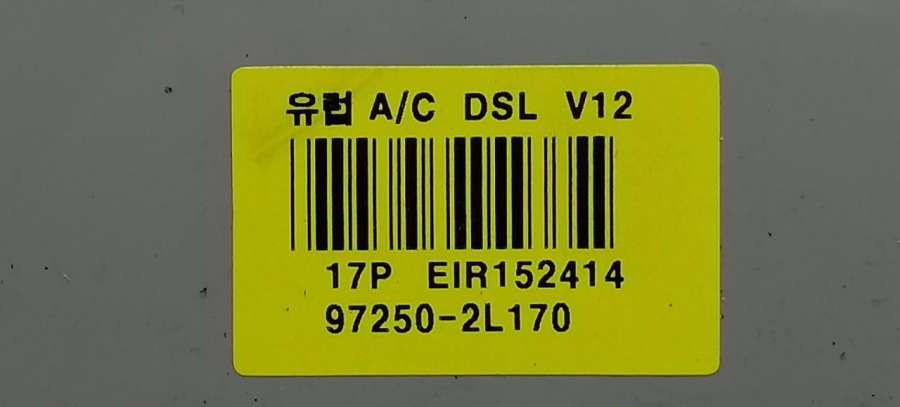 유럽 A/C DSL V12
17P EIR152414
97250-2L170